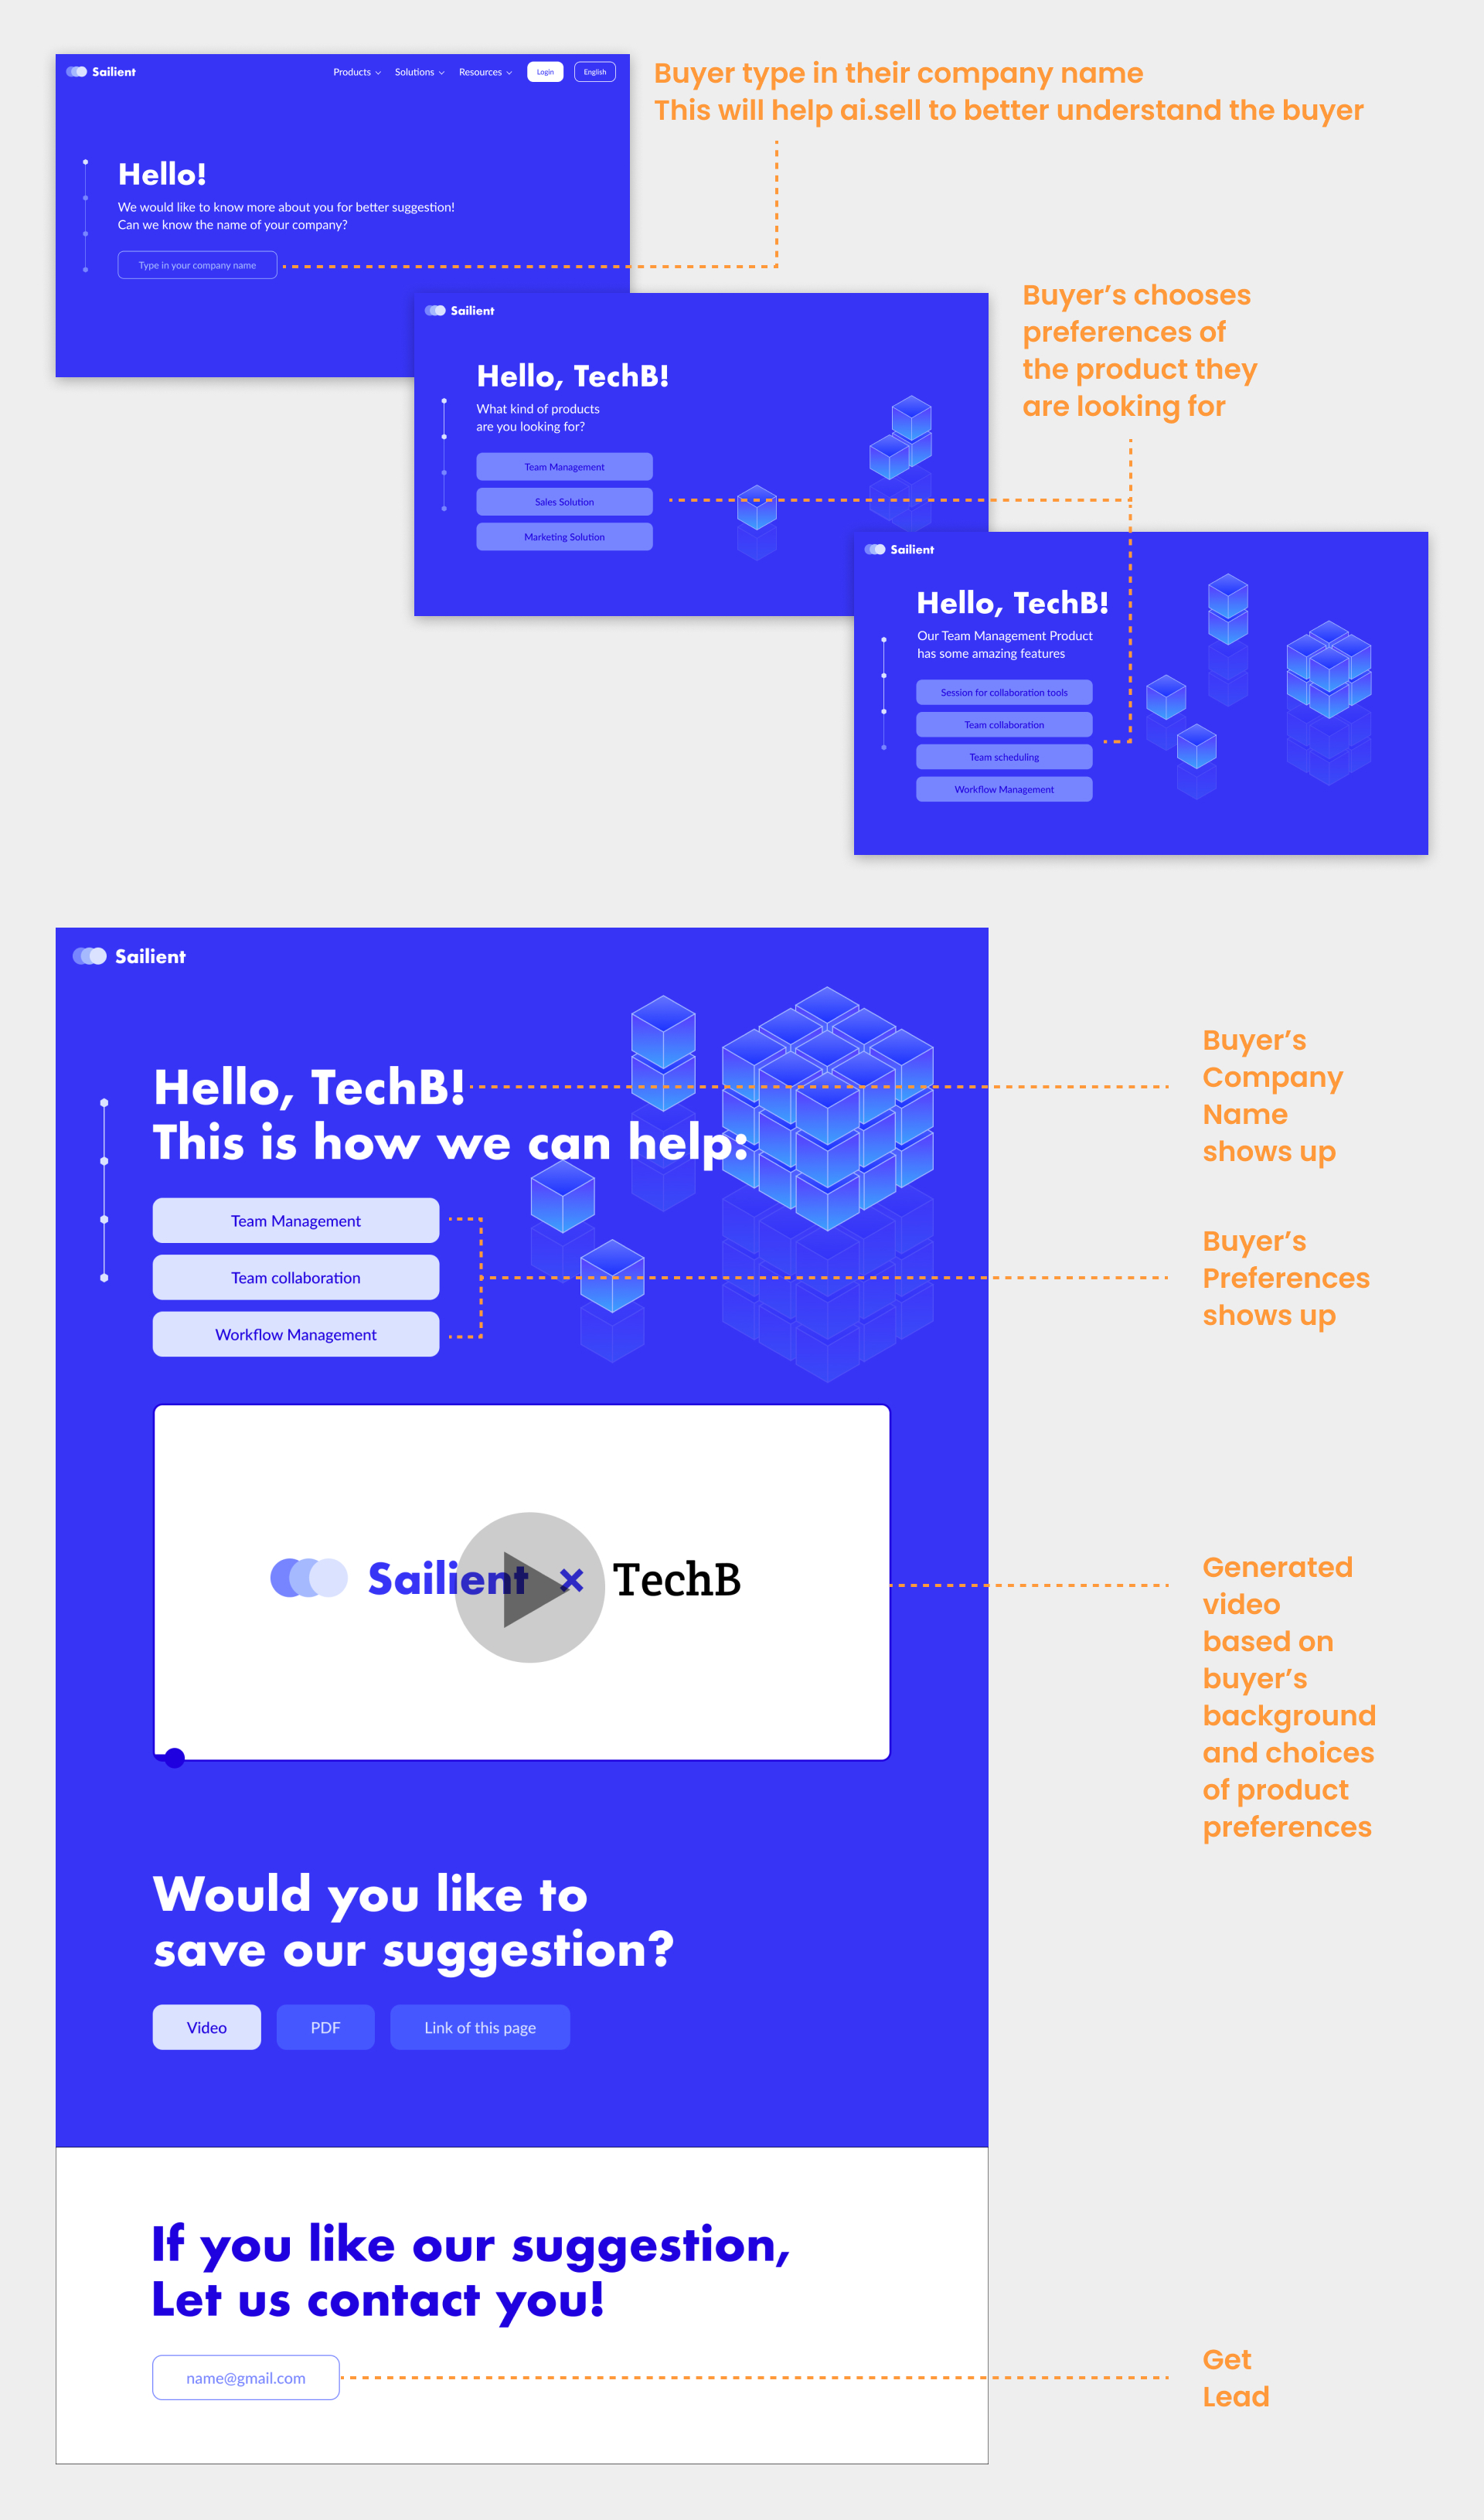 Sailient
Products
Solutions
Resources
Login
English
Hello!
We would like to know more about you for better suggestion!
Can we know the name of your company?
Type in your company name
Buyer type in their company name
This will help ai.sell to better understand the buyer
Sailient
Hello, TechB!
What kind of products
are you looking for?
Team Management
Sales Solution
Marketing Solution
Buyer's chooses
preferences of
the product they
are looking for
Sailient
Hello, TechB!
Our Team Management Product
has some amazing features
Session for collaboration tools
Team collaboration
Team scheduling
Workflow Management
Sailient
Hello, TechB!
This is how we can help:
Team Management
Team collaboration
Workflow Management
Buyer's
Company
Name
shows up
Buyer's
Preferences
shows up
Sailient × TechB
Generated
video
based on
buyer's
background
and choices
of product
preferences
Would you like to
save our suggestion?
Video
PDF
Link of this page
If you like our suggestion,
Let us contact you!
name@gmail.com
Get
Lead